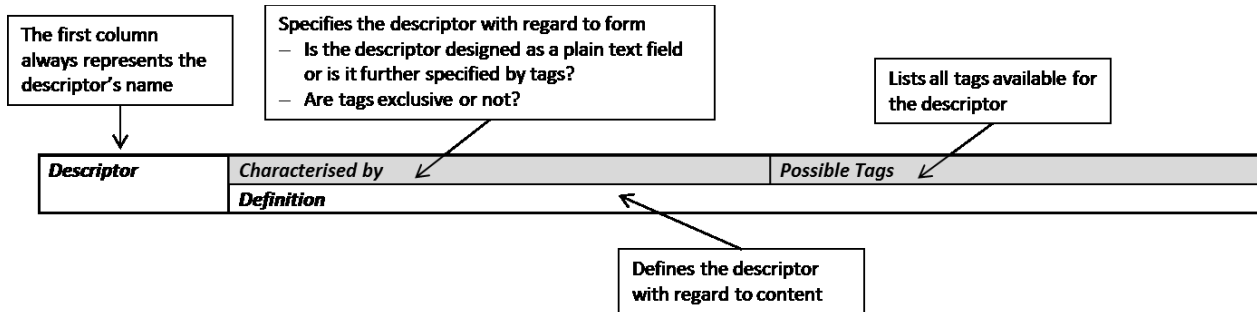 The first column
always represents the
descriptor's name
Specifies the descriptor with regard to form
– Is the descriptor designed as a plain text field
or is it further specified by tags?
– Are tags exclusive or not?
Lists all tags available for
the descriptor
Descriptor
Characterised by
Possible Tags
Definition
Defines the descriptor
with regard to content